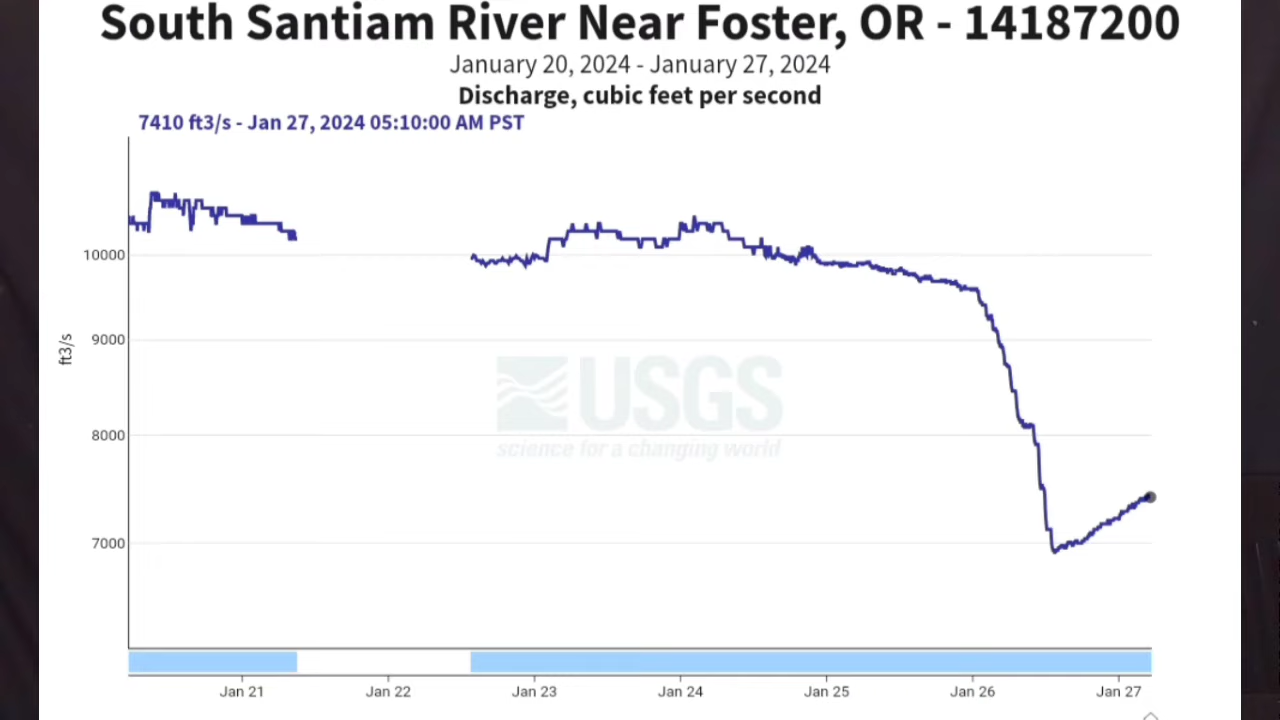 South Santiam River Near Foster, OR - 14187200
January 20, 2024 - January 27, 2024
Discharge, cubic feet per second
7410 ft3/s - Jan 27, 2024 05:10:00 AM PST
10000
9000
ft3/s
USGS
science for a changing world
8000
7000
Jan 21
Jan 22
Jan 23
Jan 24
Jan 25
Jan 26
Jan 27